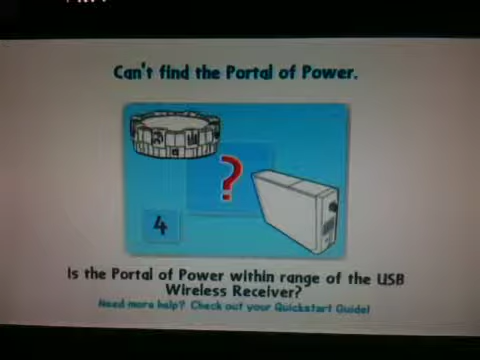 Can't find the Portal of Power.
?
4
Is the Portal of Power within range of the USB
Wireless Receiver?
Need more help? Check out your Quickstart Guide!